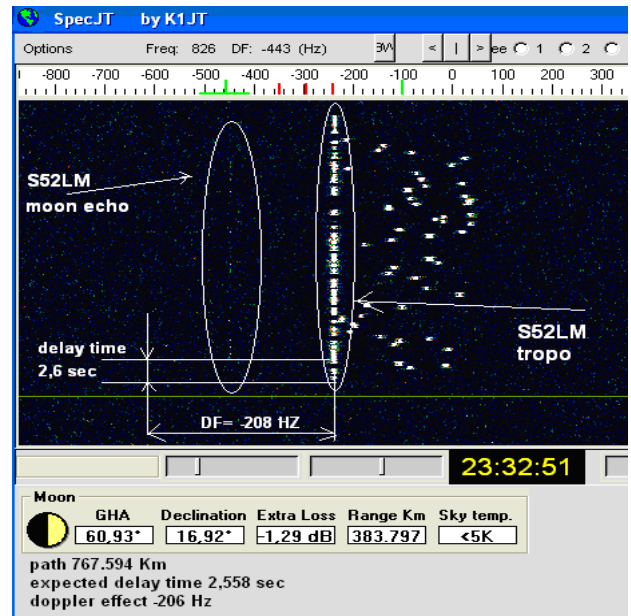 SpecJT by K1JT
Options Freq: 826 DF: -443 (Hz) < | > ee 1 2
-800 -700 -600 -500 -400 -300 -200 -100 0 100 200 300
S52LM
moon echo
S52LM
tropo
delay time
2,6 sec
DF= -208 HZ
23:32:51
Moon
GHA Declination Extra Loss Range Km Sky temp.
60,93° 16,92° -1,29 dB 383.797 <5K
path 767.594 Km
expected delay time 2,558 sec
doppler effect -206 Hz